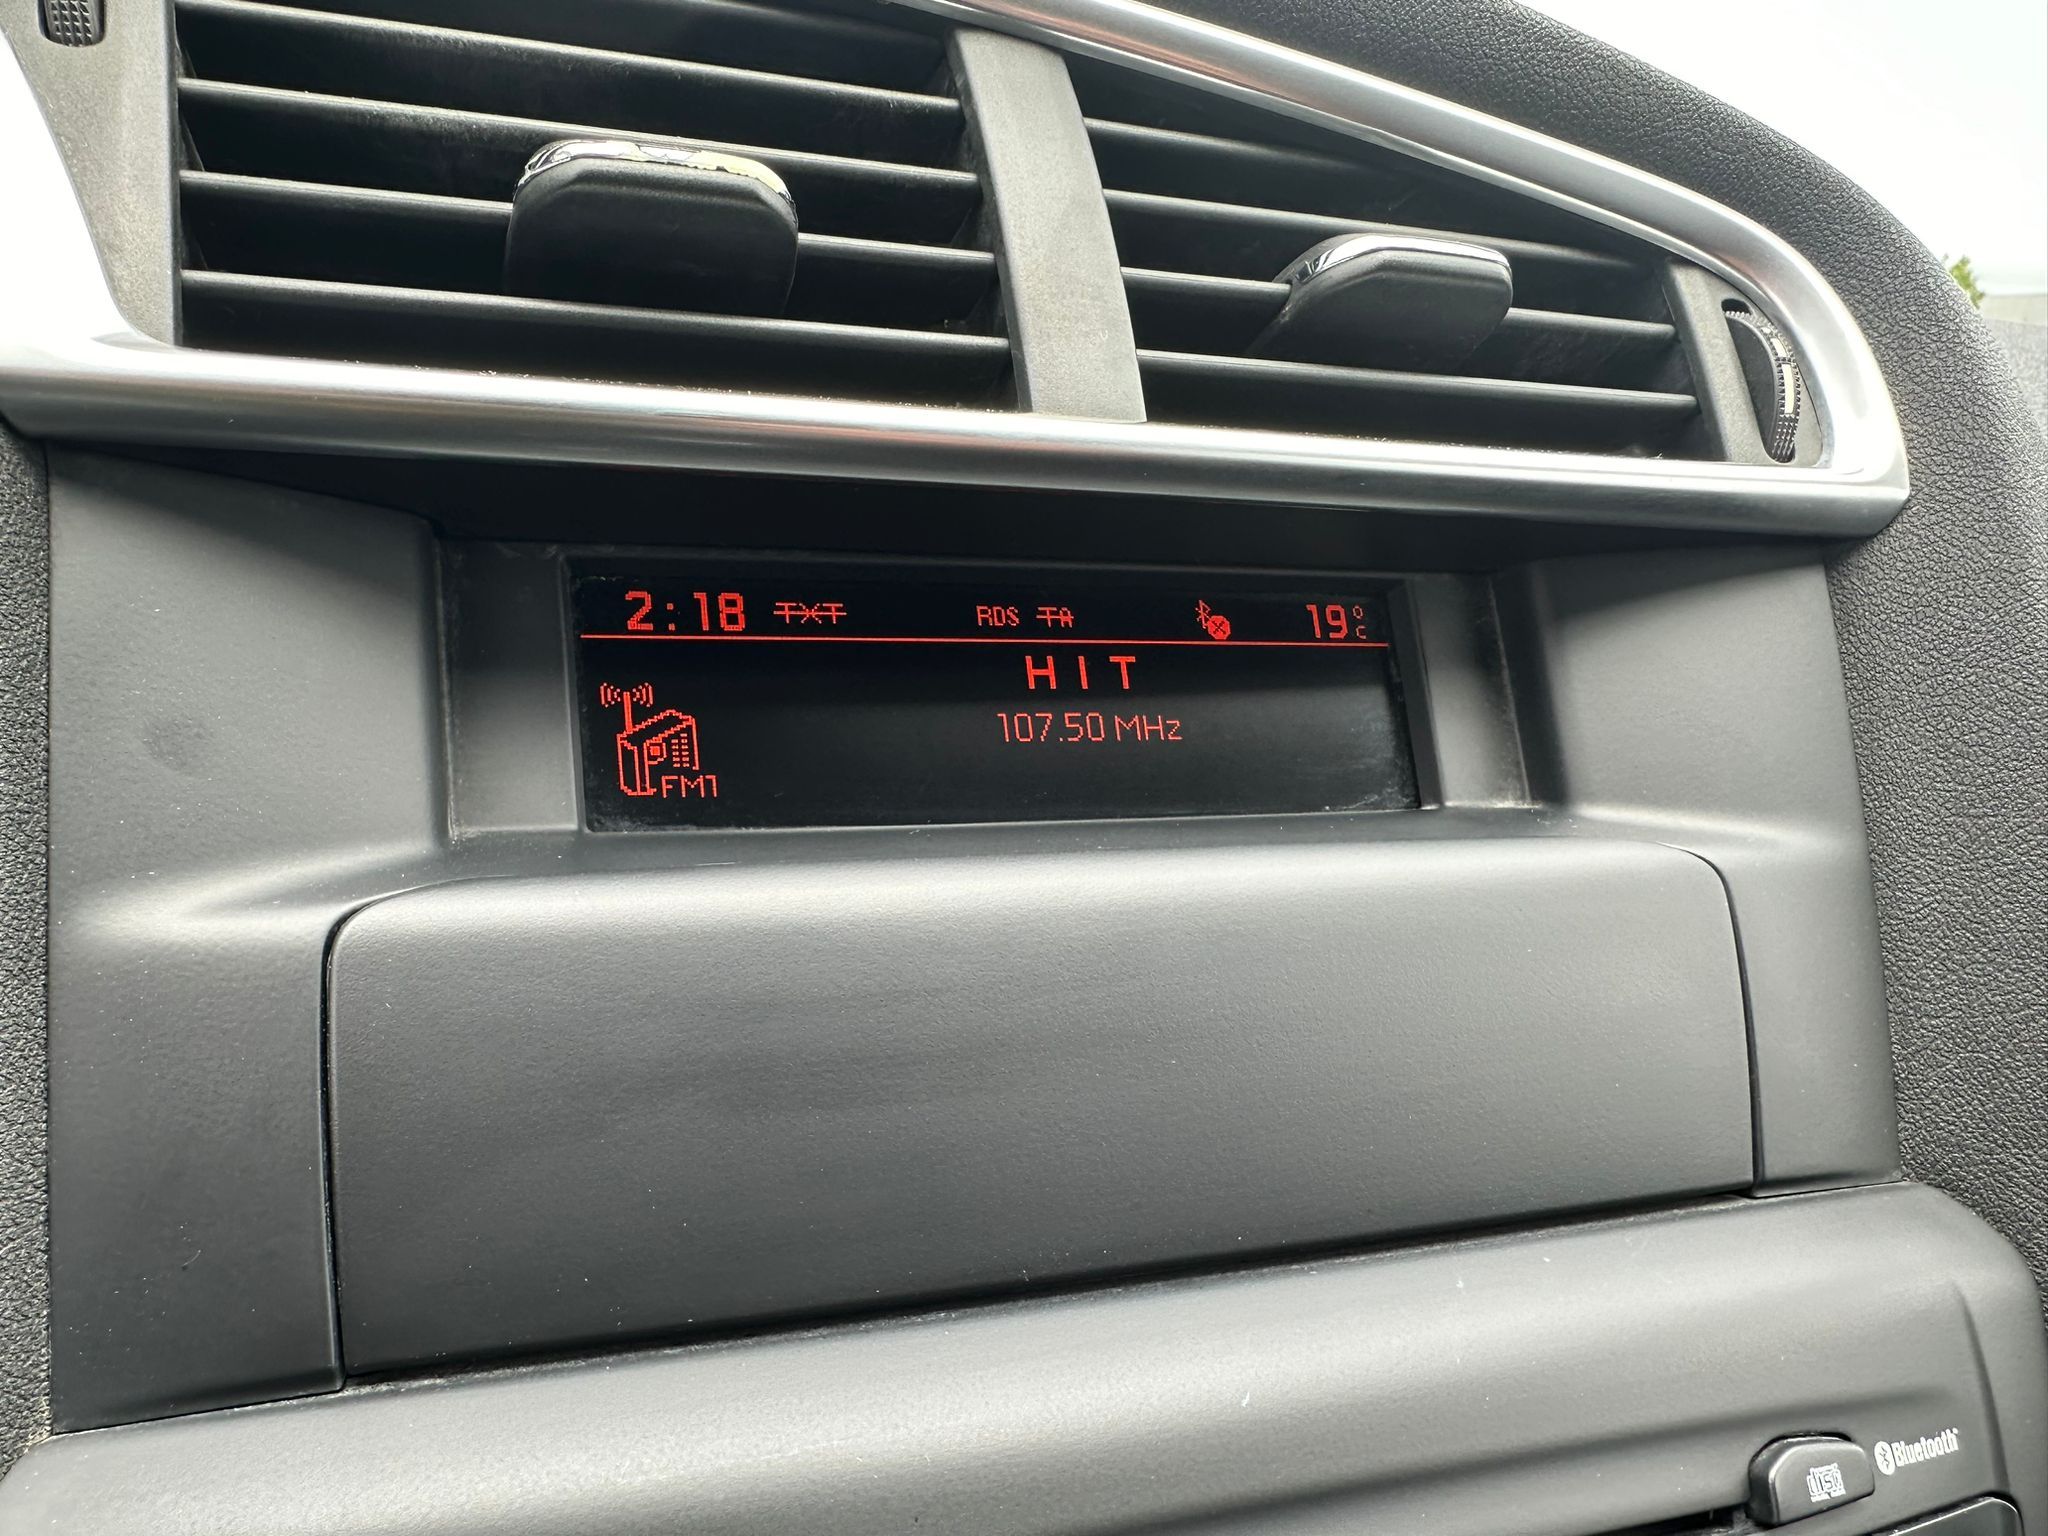 2:18 TXT RDS TA 19°C
HIT
107.50 MHz
FM1
Bluetooth
disc